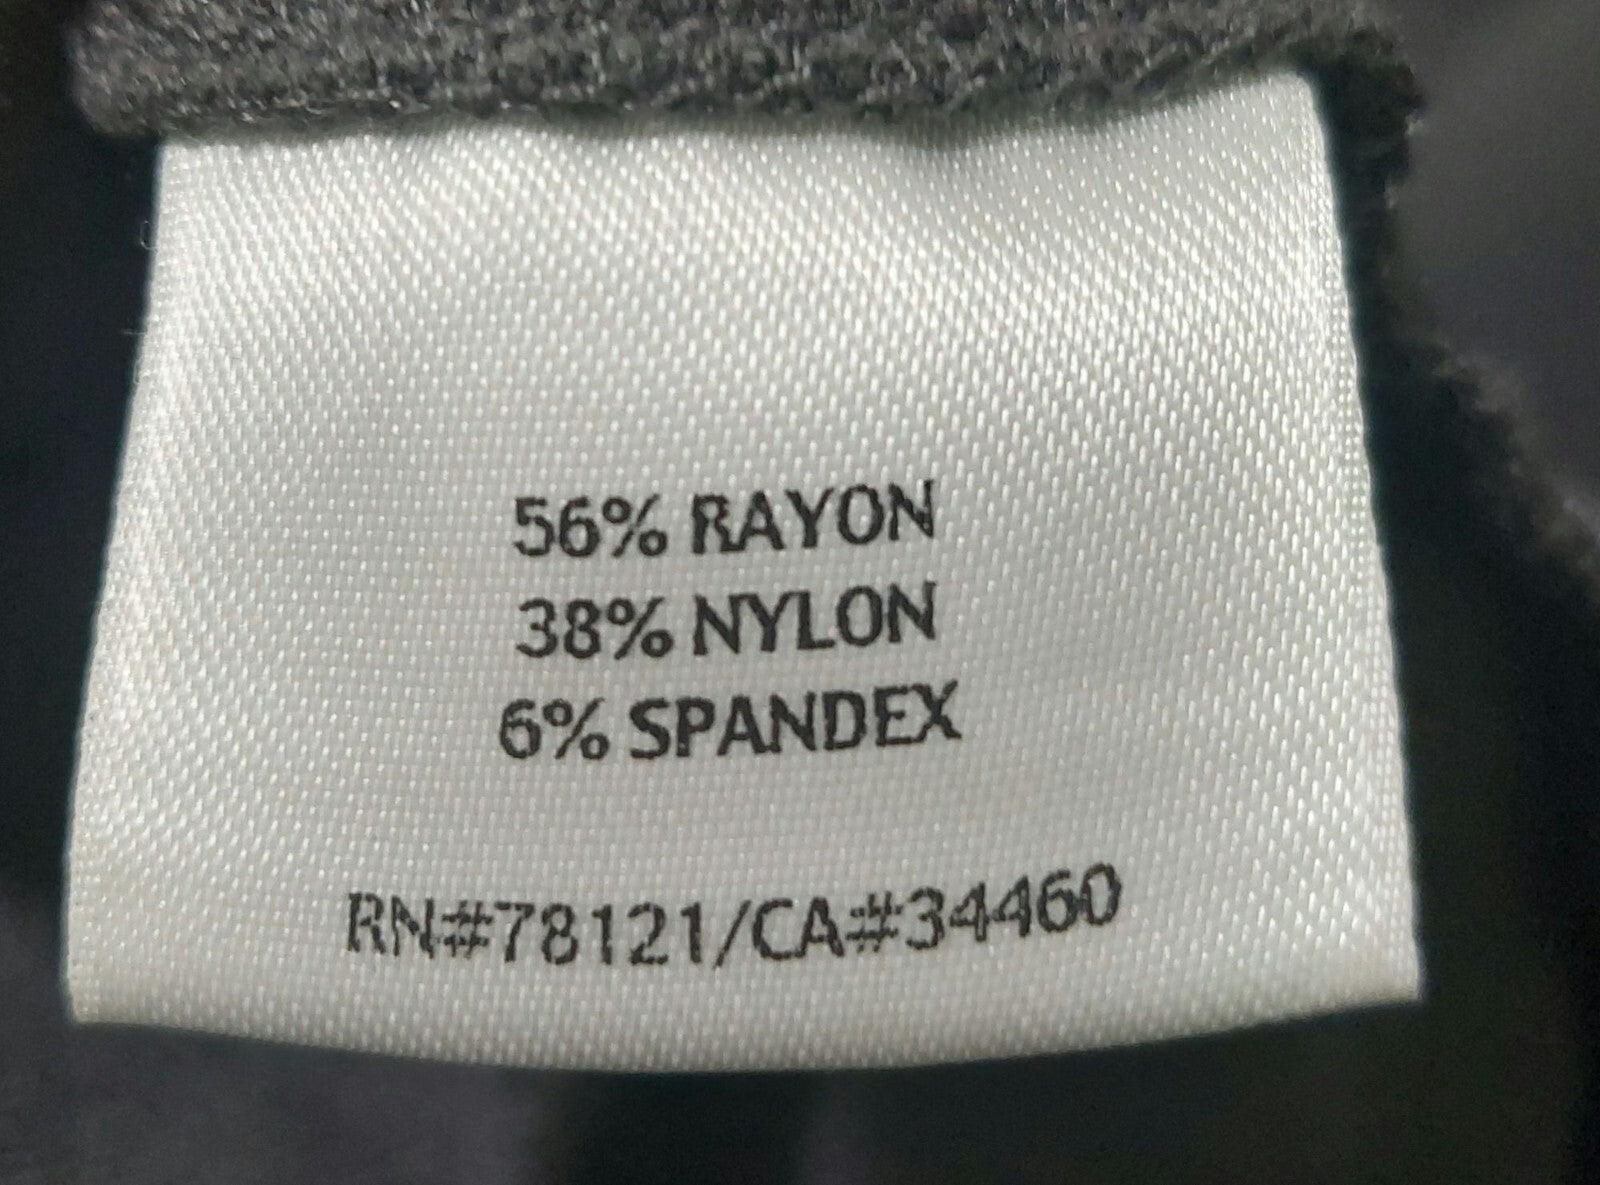 56% RAYON
38% NYLON
6% SPANDEX
RN#78121/CA#34460